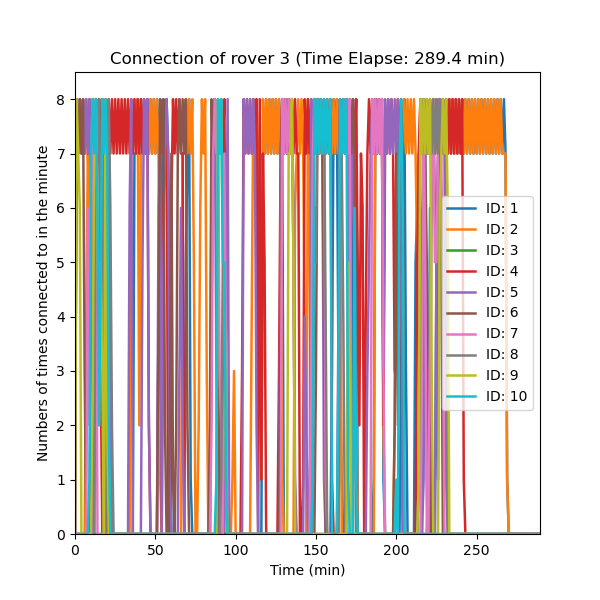 Connection of rover 3 (Time Elapse: 289.4 min)
Numbers of times connected to in the minute
8
7
6
5
4
3
2
1
0
0 50 100 150 200 250
Time (min)
ID: 1
ID: 2
ID: 3
ID: 4
ID: 5
ID: 6
ID: 7
ID: 8
ID: 9
ID: 10